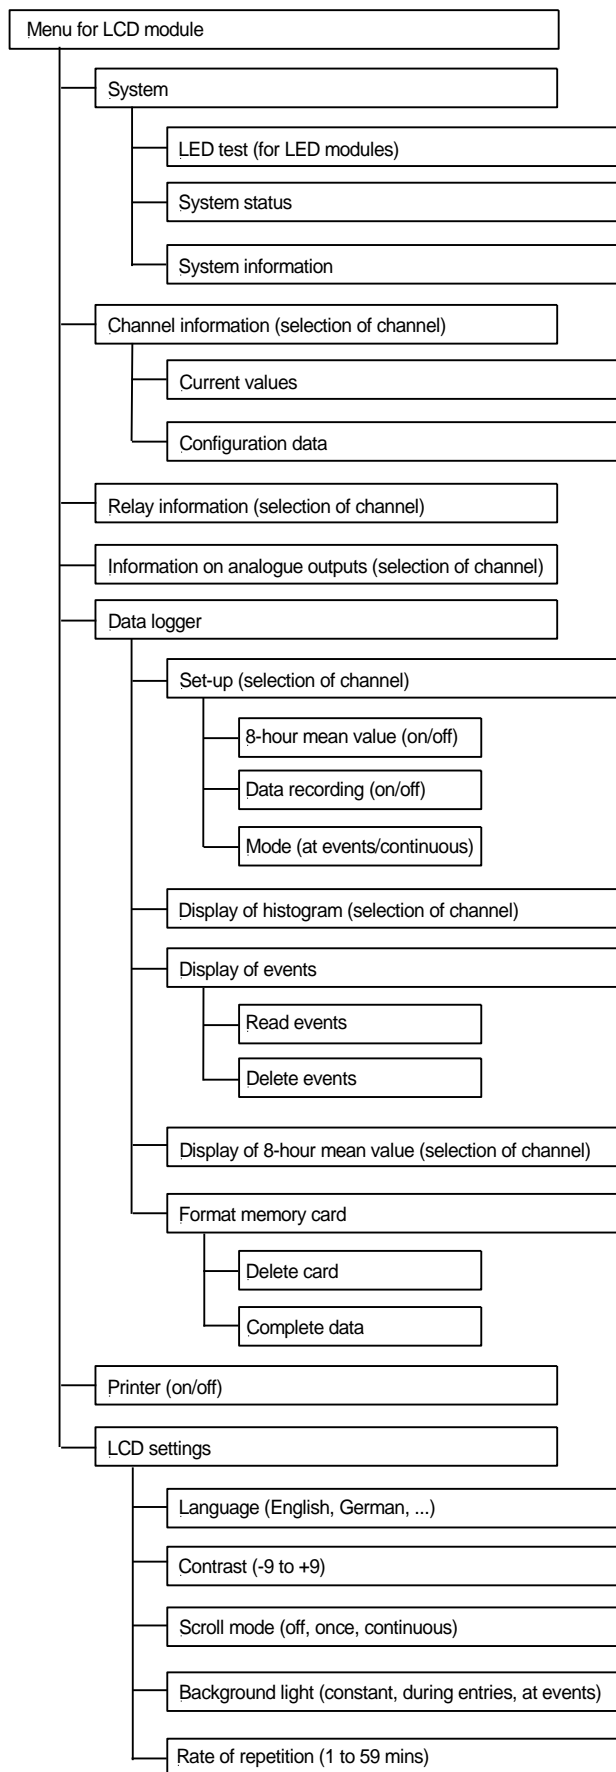 Menu for LCD module
System
LED test (for LED modules)
System status
System information
Channel information (selection of channel)
Current values
Configuration data
Relay information (selection of channel)
Information on analogue outputs (selection of channel)
Data logger
Set-up (selection of channel)
8-hour mean value (on/off)
Data recording (on/off)
Mode (at events/continuous)
Display of histogram (selection of channel)
Display of events
Read events
Delete events
Display of 8-hour mean value (selection of channel)
Format memory card
Delete card
Complete data
Printer (on/off)
LCD settings
Language (English, German, ...)
Contrast (-9 to +9)
Scroll mode (off, once, continuous)
Background light (constant, during entries, at events)
Rate of repetition (1 to 59 mins)